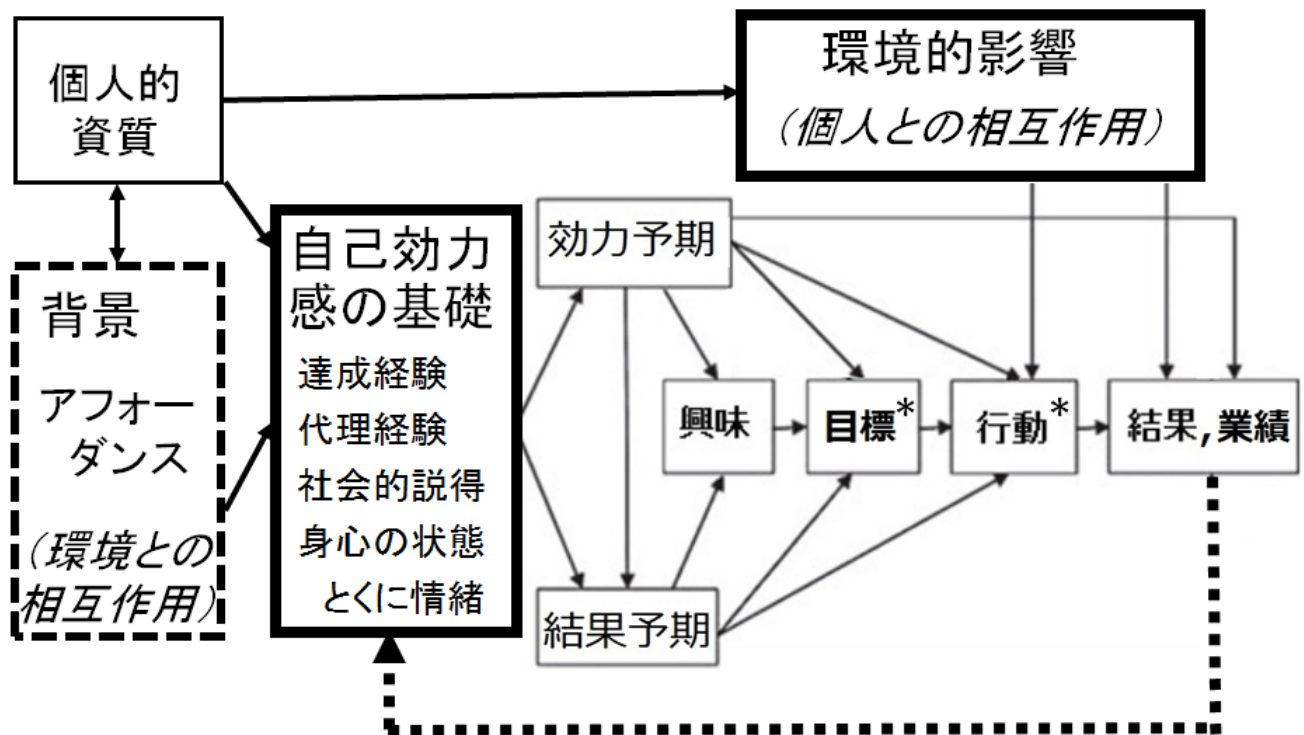 個人的
資質
環境的影響
(個人との相互作用)
背景
アフォー
ダンス
(環境との
相互作用)
自己効力
感の基礎
達成経験
代理経験
社会的説得
身心の状態
とくに情緒
効力予期
興味
目標*
行動*
結果,業績
結果予期